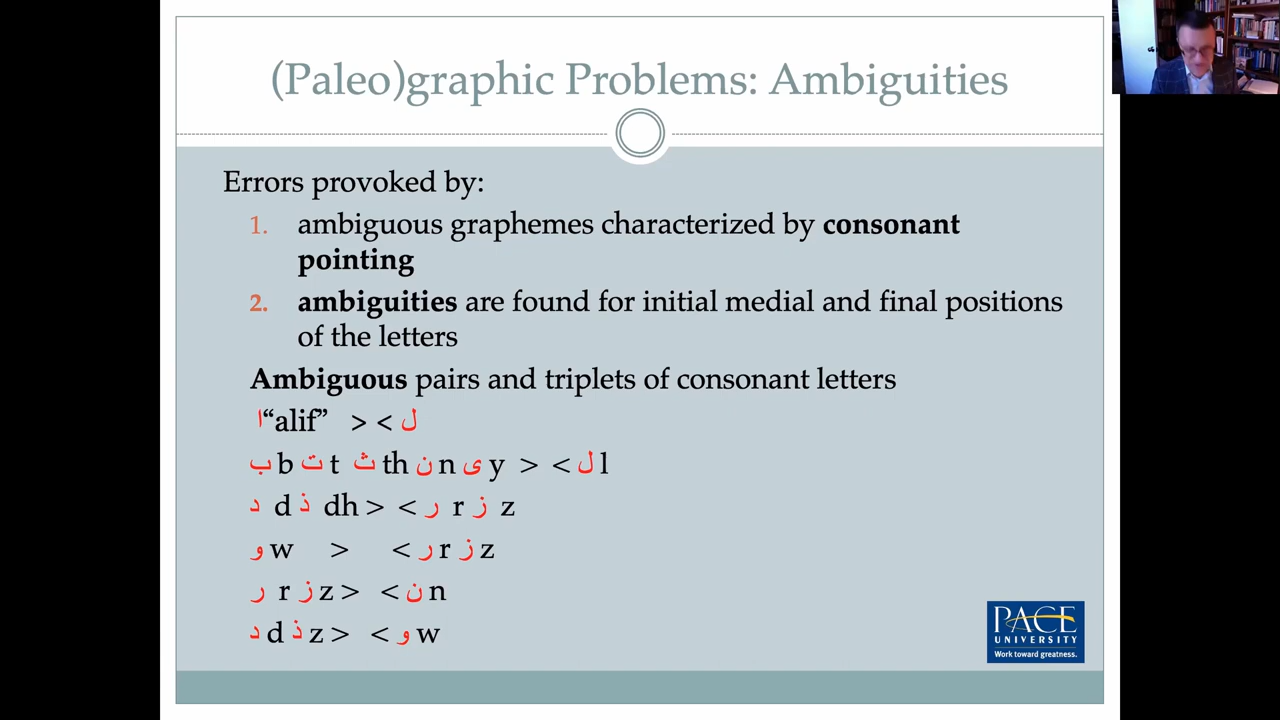 (Paleo)graphic Problems: Ambiguities
Errors provoked by:
1. ambiguous graphemes characterized by consonant
pointing
2. ambiguities are found for initial medial and final positions
of the letters
Ambiguous pairs and triplets of consonant letters
ا“alif” > < ل
ب b ت t ث th ن n ى y > < ل l
د d ذ dh > < ر r ز z
و w > < ر r ز z
ر r ز z > < ن n
د d ذ z > < و w
PACE
UNIVERSITY
Work toward greatness.